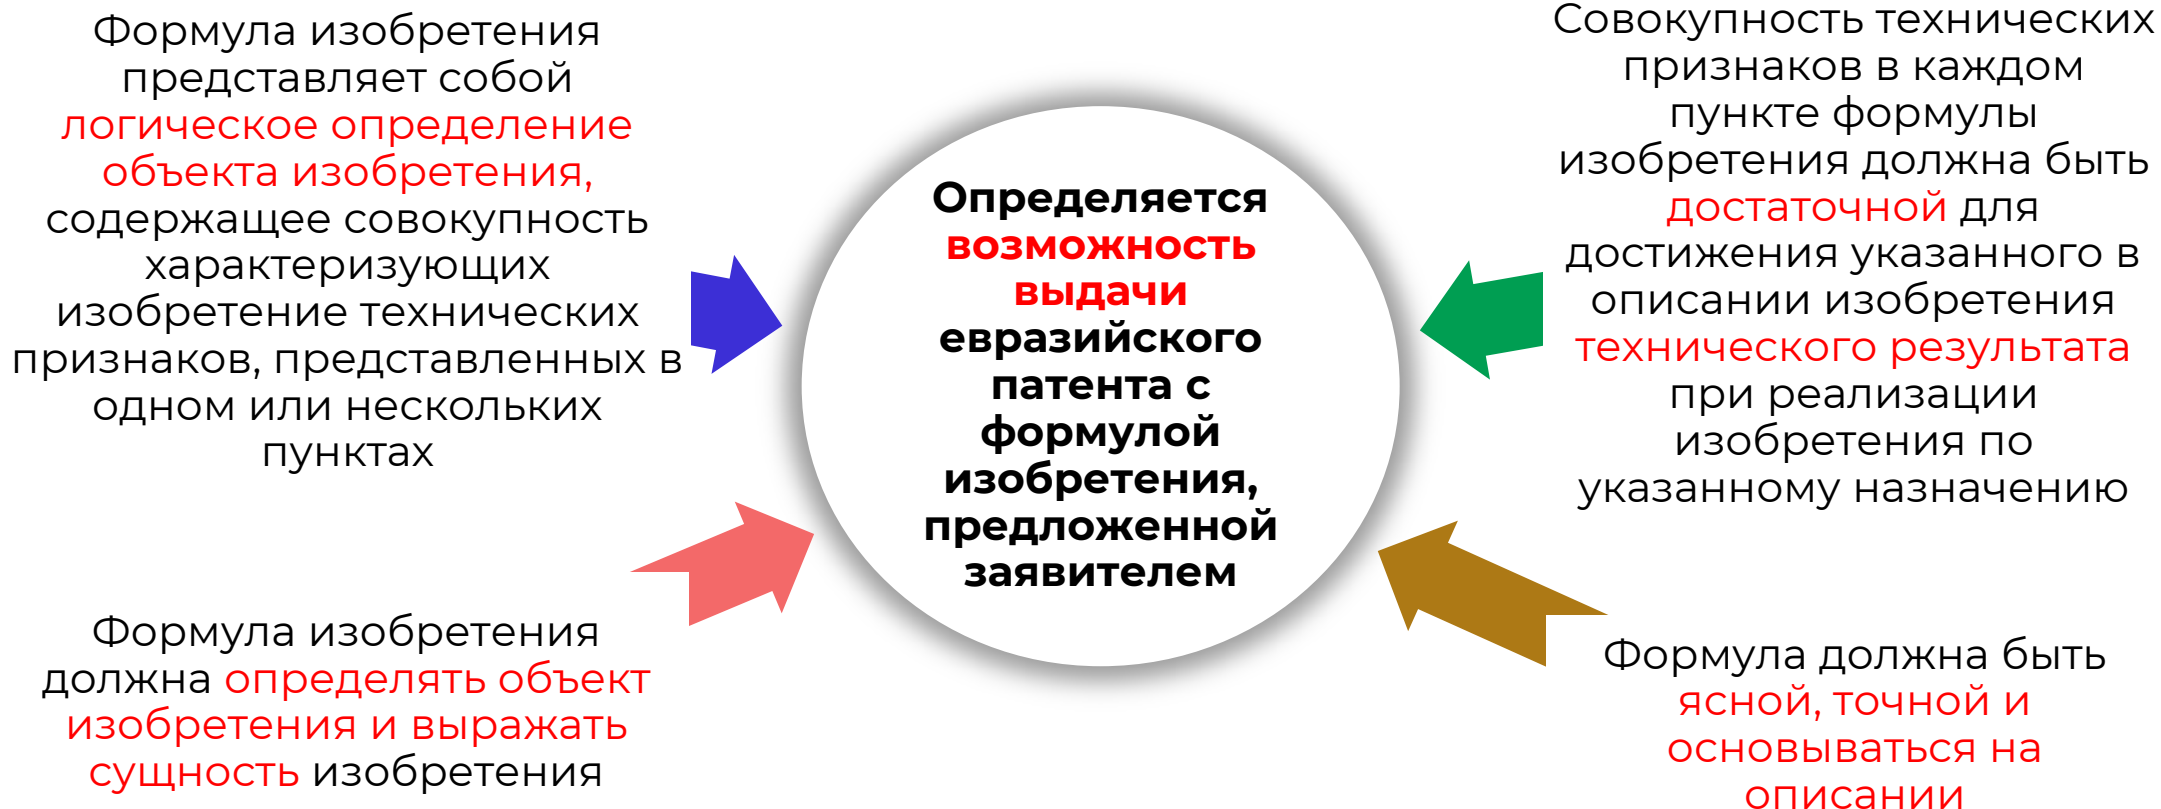 Формула изобретения
представляет собой
логическое определение
объекта изобретения,
содержащее совокупность
характеризующих
изобретение технических
признаков, представленных в
одном или нескольких
пунктах
Формула изобретения
должна определять объект
изобретения и выражать
сущность изобретения
Определяется
возможность
выдачи
евразийского
патента с
формулой
изобретения,
предложенной
заявителем
Совокупность технических
признаков в каждом
пункте формулы
изобретения должна быть
достаточной для
достижения указанного в
описании изобретения
технического результата
при реализации
изобретения по
указанному назначению
Формула должна быть
ясной, точной и
основываться на
описании